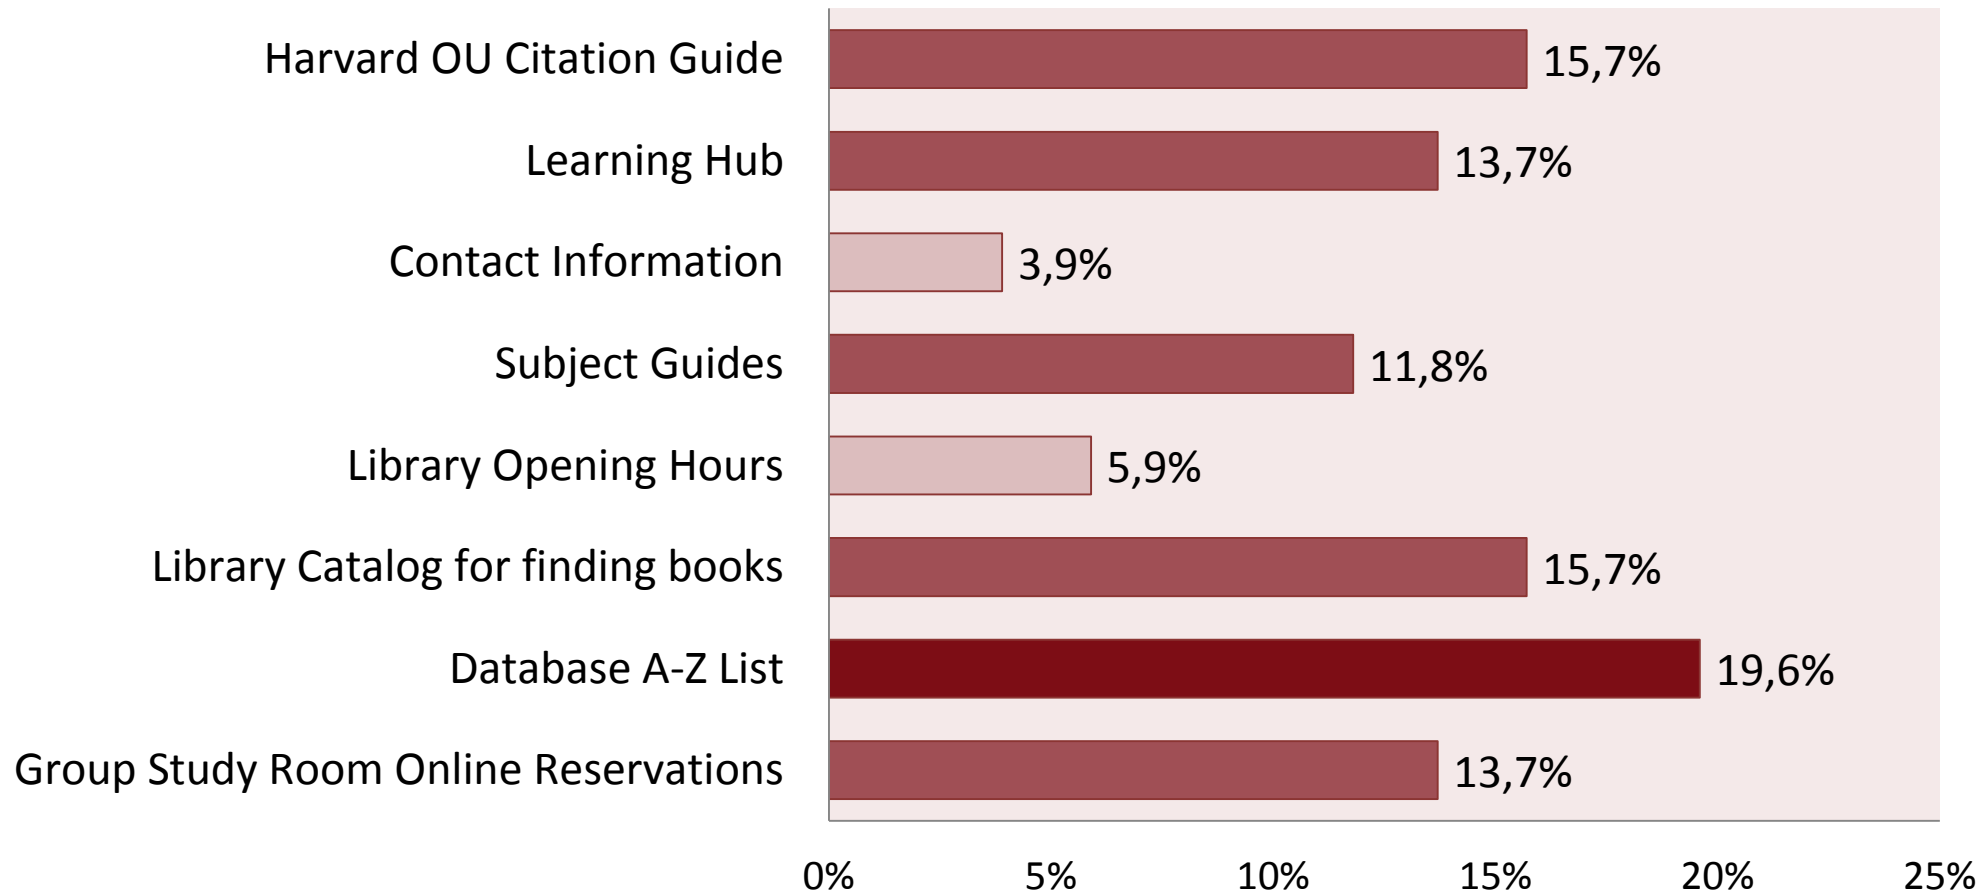 Harvard OU Citation Guide 15,7%
Learning Hub 13,7%
Contact Information 3,9%
Subject Guides 11,8%
Library Opening Hours 5,9%
Library Catalog for finding books 15,7%
Database A-Z List 19,6%
Group Study Room Online Reservations 13,7%
0% 5% 10% 15% 20% 25%